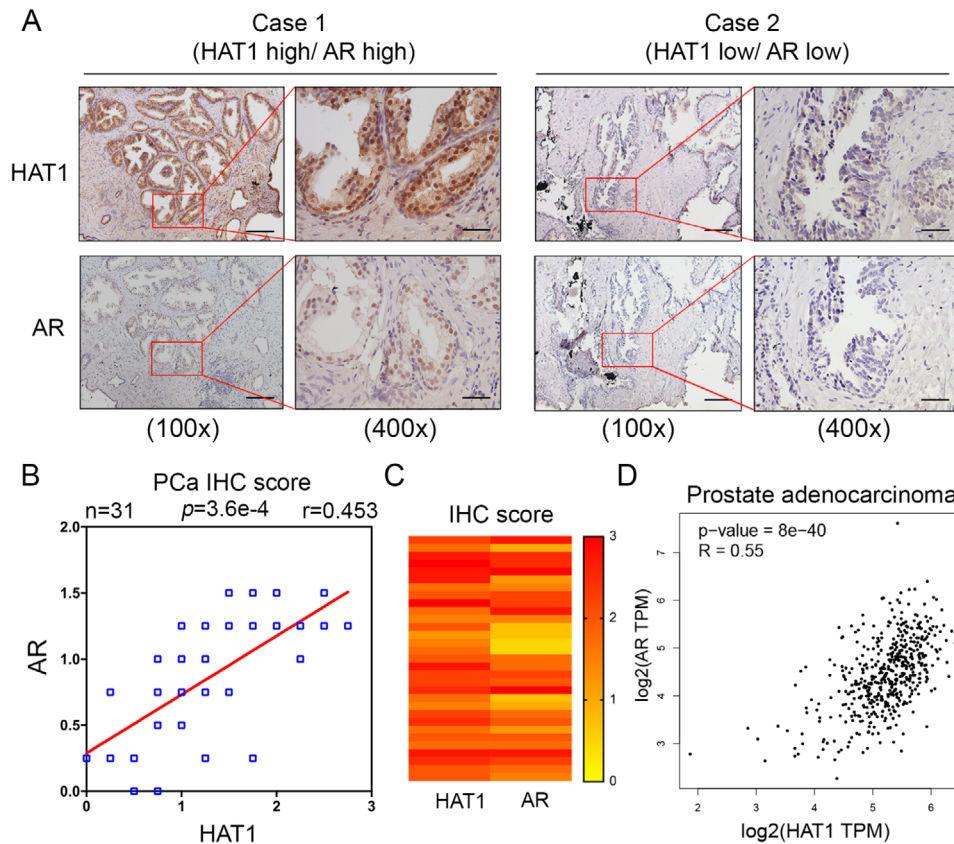 A
Case 1
(HAT1 high/ AR high)
Case 2
(HAT1 low/ AR low)
HAT1
AR
(100x)
(400x)
(100x)
(400x)
B
PCa IHC score
n=31
p=3.6e-4
r=0.453
2.0
1.5
1.0
0.5
0.0
AR
0
1
2
3
HAT1
C
IHC score
3
2
1
0
HAT1
AR
D
Prostate adenocarcinoma
p−value = 8e−40
R = 0.55
7
6
5
4
3
log2(AR TPM)
2
3
4
5
6
log2(HAT1 TPM)